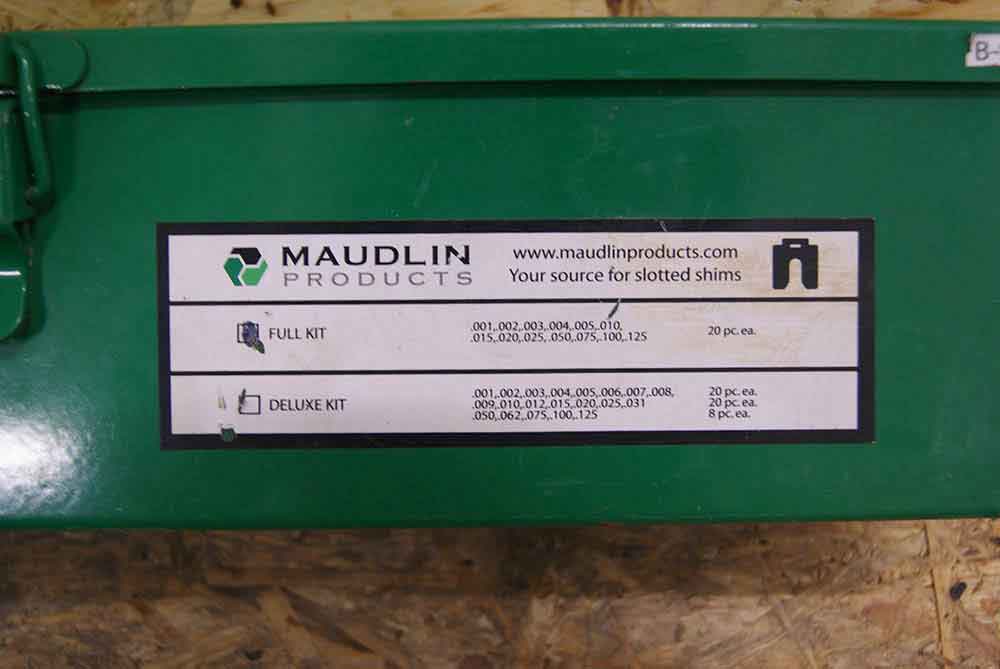 B-
MAUDLIN
PRODUCTS
www.maudlinproducts.com
Your source for slotted shims
FULL KIT
.001,.002,.003,.004,.005,.010,
.015,.020,.025,.050,.075,.100,.125
20 pc. ea.
DELUXE KIT
.001,.002,.003,.004,.005,.006,.007,.008,
.009,.010,.012,.015,.020,.025,.031
.050,.062,.075,.100,.125
20 pc. ea.
20 pc. ea.
8 pc. ea.